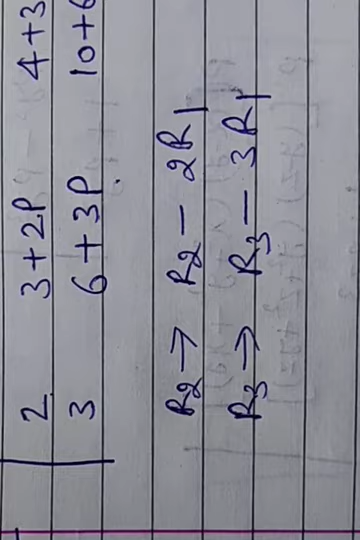 2 3+2P 4+3
3 6+3P 10+6
R2 → R2 - 2R1
R3 → R3 - 3R1